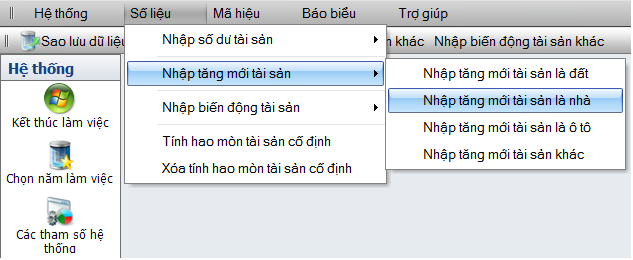 Hệ thống Số liệu Mã hiệu Báo biểu Trợ giúp
Sao lưu dữ liệu khác Nhập biến động tài sản khác
Hệ thống
Kết thúc làm việc
Chọn năm làm việc
Các tham số hệ
thống
Nhập số dư tài sản
Nhập tăng mới tài sản
Nhập biến động tài sản
Tính hao mòn tài sản cố định
Xóa tính hao mòn tài sản cố định
Nhập tăng mới tài sản là đất
Nhập tăng mới tài sản là nhà
Nhập tăng mới tài sản là ô tô
Nhập tăng mới tài sản khác